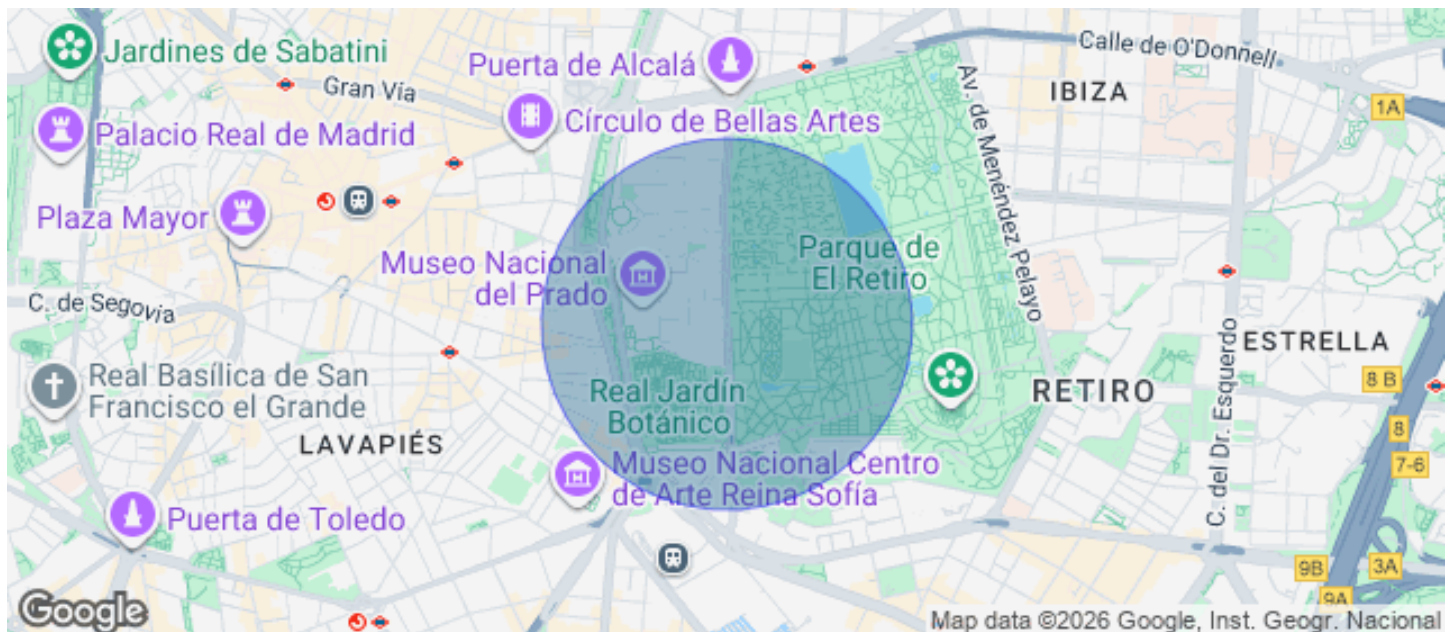 Jardines de Sabatini
Puerta de Alcalá
Calle de O'Donnell
Gran Vía
IBIZA
1A
Palacio Real de Madrid
Círculo de Bellas Artes
Av. de Menéndez Pelayo
Plaza Mayor
Museo Nacional
del Prado
Parque de
El Retiro
C. de Segovia
ESTRELLA
Real Basílica de San
Francisco el Grande
8 B
RETIRO
Real Jardín
Botánico
C. del Dr. Esquerdo
8
LAVAPIÉS
7-6
Museo Nacional Centro
de Arte Reina Sofía
Puerta de Toledo
9B
3A
9A
Google
Map data ©2026 Google, Inst. Geogr. Nacional